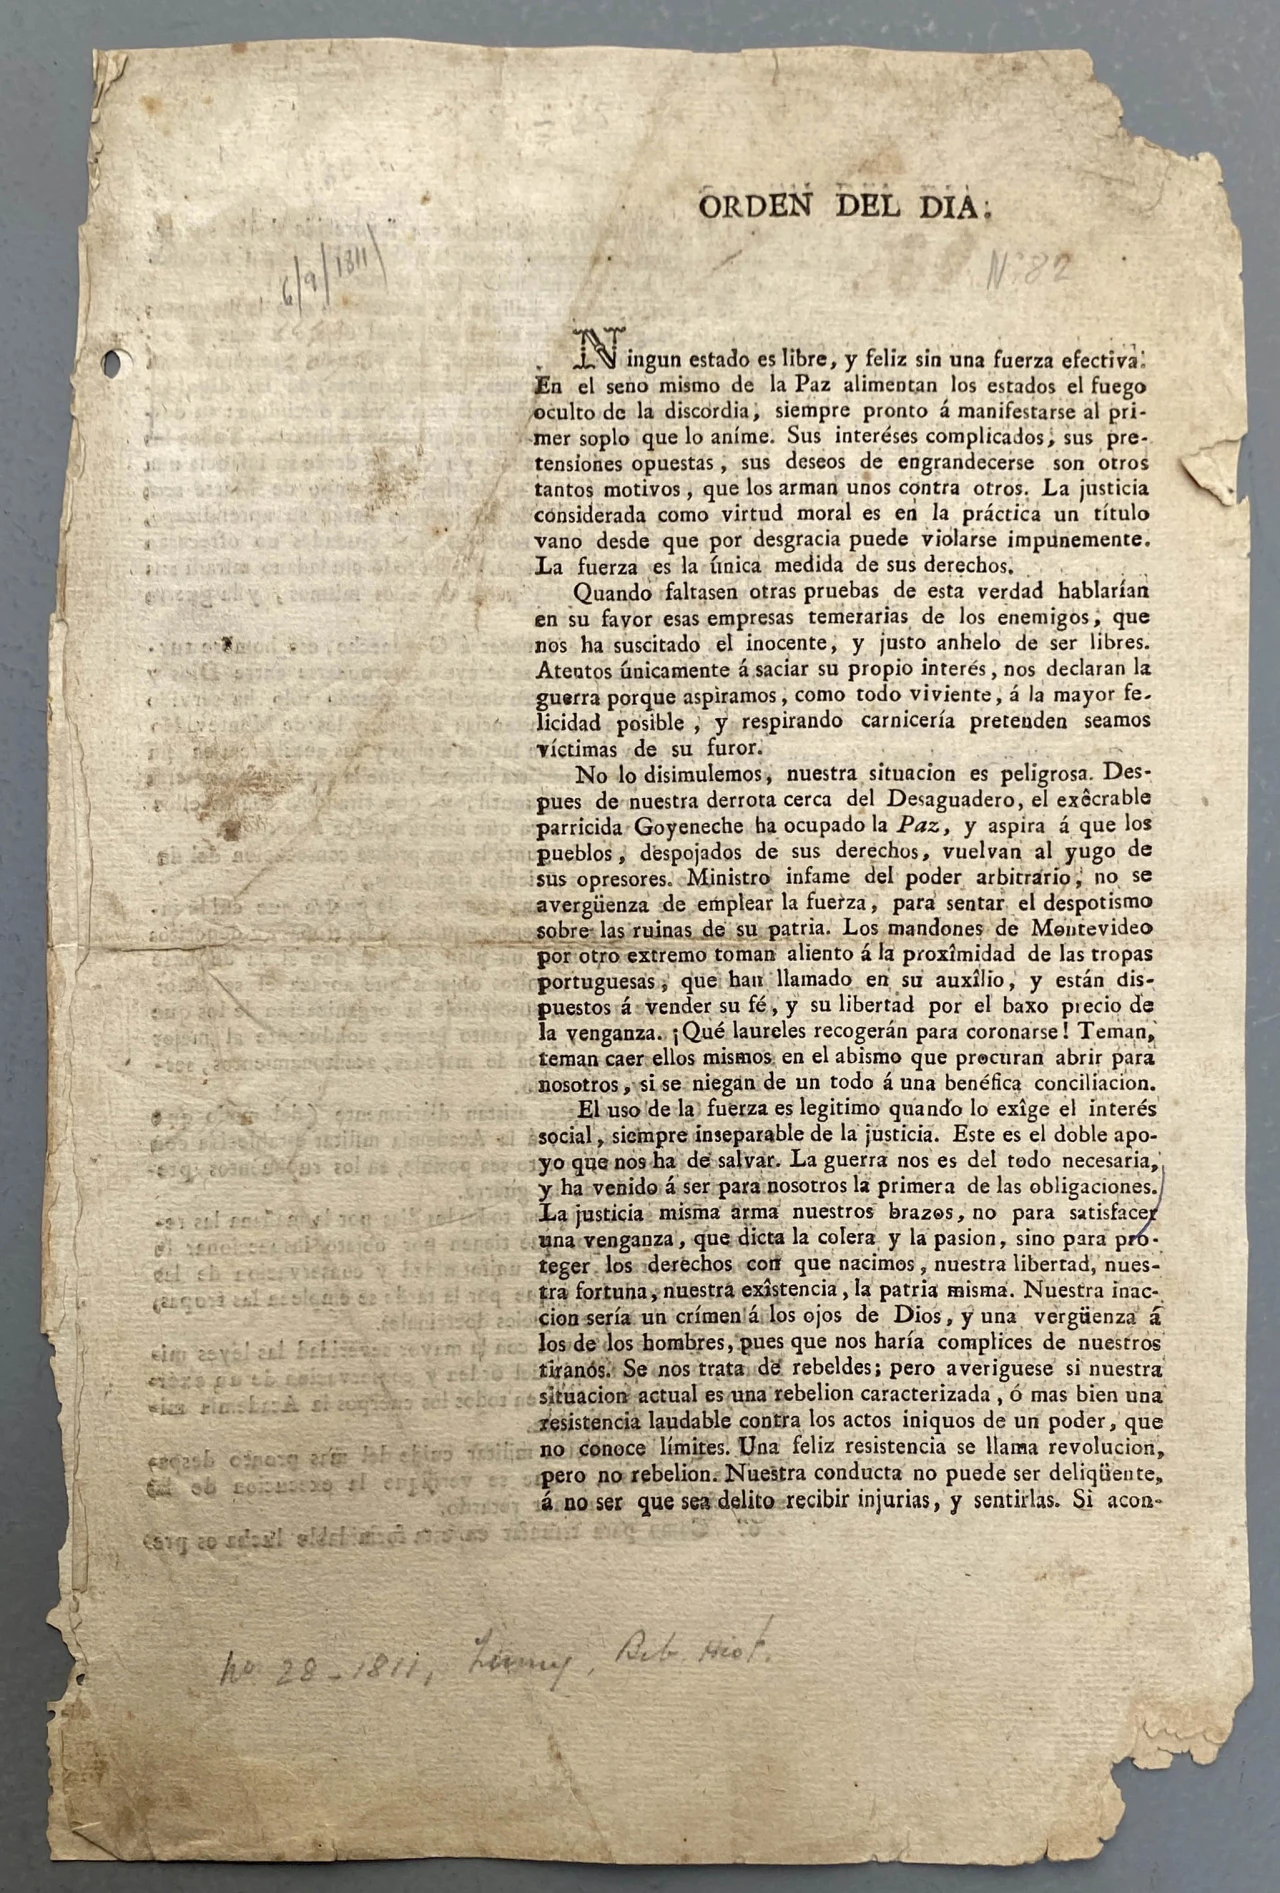 ORDEN DEL DIA.
6/9/1811
Nº 82
Ningun estado es libre, y feliz sin una fuerza efectiva.
En el seno mismo de la Paz alimentan los estados el fuego
oculto de la discordia, siempre pronto á manifestarse al pri-
mer soplo que lo aníme. Sus interéses complicados, sus pre-
tensiones opuestas, sus deseos de engrandecerse son otros
tantos motivos, que los arman unos contra otros. La justicia
considerada como virtud moral es en la práctica un título
vano desde que por desgracia puede violarse impunemente.
La fuerza es la única medida de sus derechos.
Quando faltasen otras pruebas de esta verdad hablarían
en su favor esas empresas temerarias de los enemigos, que
nos ha suscitado el inocente, y justo anhelo de ser libres.
Atentos únicamente á saciar su propio interés, nos declaran la
guerra porque aspiramos, como todo viviente, á la mayor fe-
licidad posible, y respirando carnicería pretenden seamos
víctimas de su furor.
No lo disimulemos, nuestra situacion es peligrosa. Des-
pues de nuestra derrota cerca del Desaguadero, el exêcrable
parricida Goyeneche ha ocupado la Paz, y aspira á que los
pueblos, despojados de sus derechos, vuelvan al yugo de
sus opresores. Ministro infame del poder arbitrario, no se
avergüenza de emplear la fuerza, para sentar el despotismo
sobre las ruinas de su patria. Los mandones de Montevideo
por otro extremo toman aliento á la proxîmidad de las tropas
portuguesas, que han llamado en su auxîlio, y están dis-
puestos á vender su fé, y su libertad por el baxo precio de
la venganza. ¡Qué laureles recogerán para coronarse! Teman,
teman caer ellos mismos en el abismo que procuran abrir para
nosotros, si se niegan de un todo á una benéfica conciliacion.
El uso de la fuerza es legitimo quando lo exîge el interés
social, siempre inseparable de la justicia. Este es el doble apo-
yo que nos ha de salvar. La guerra nos es del todo necesaria,
y ha venido á ser para nosotros la primera de las obligaciones.
La justicia misma arma nuestros brazos, no para satisfacer
una venganza, que dicta la colera y la pasion, sino para pro-
teger los derechos con que nacimos, nuestra libertad, nues-
tra fortuna, nuestra exîstencia, la patria misma. Nuestra inac-
cion sería un crímen á los ojos de Dios, y una vergüenza á
los de los hombres, pues que nos haría complices de nuestros
tiranos. Se nos trata de rebeldes; pero averiguese si nuestra
situacion actual es una rebelion caracterizada, ó mas bien una
resistencia laudable contra los actos iniquos de un poder, que
no conoce límites. Una feliz resistencia se llama revolucion,
pero no rebelion. Nuestra conducta no puede ser deliqüente,
á no ser que sea delito recibir injurias, y sentirlas. Si acon-
Nº 28-1811, Bib. Hist.